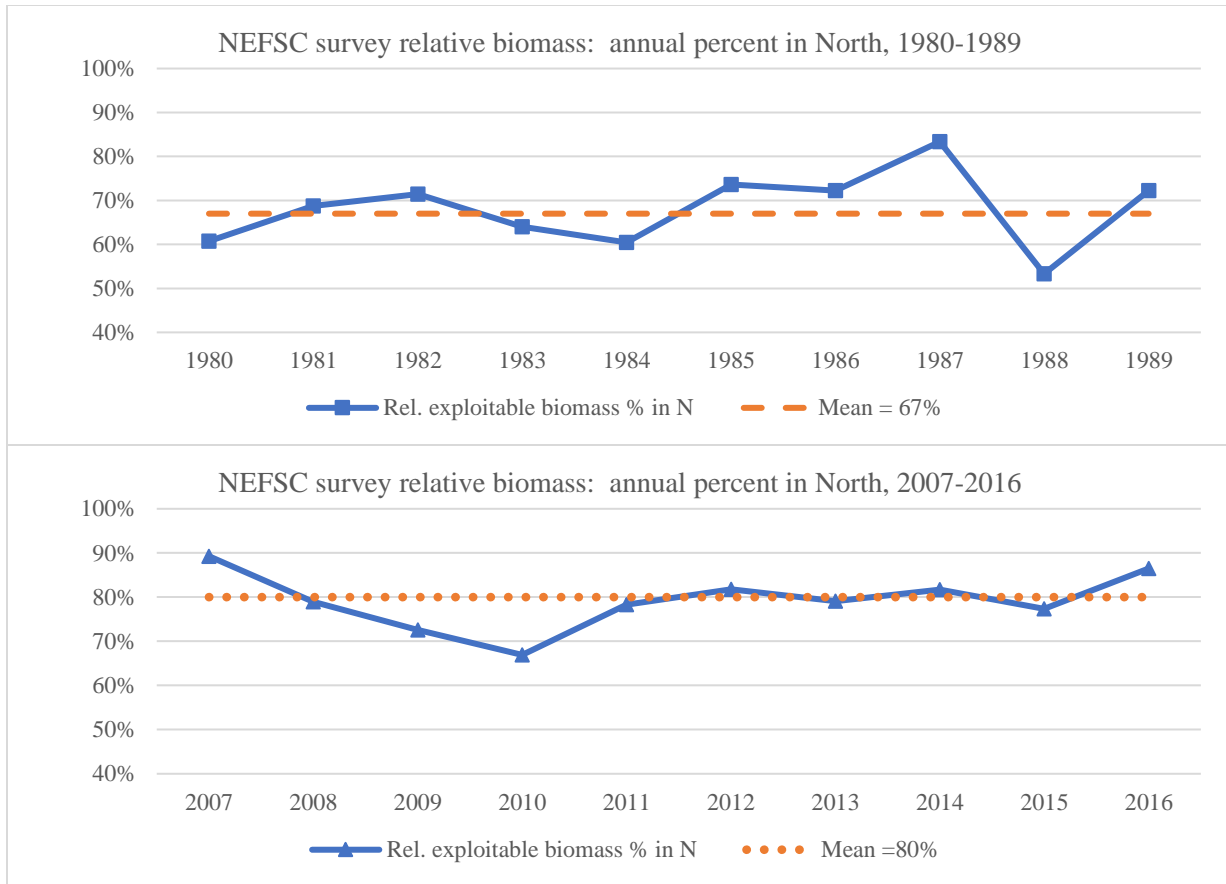 NEFSC survey relative biomass:  annual percent in North, 1980-1989
100%
90%
80%
70%
60%
50%
40%
1980 1981 1982 1983 1984 1985 1986 1987 1988 1989
Rel. exploitable biomass % in N Mean = 67%
NEFSC survey relative biomass:  annual percent in North, 2007-2016
100%
90%
80%
70%
60%
50%
40%
2007 2008 2009 2010 2011 2012 2013 2014 2015 2016
Rel. exploitable biomass % in N Mean =80%